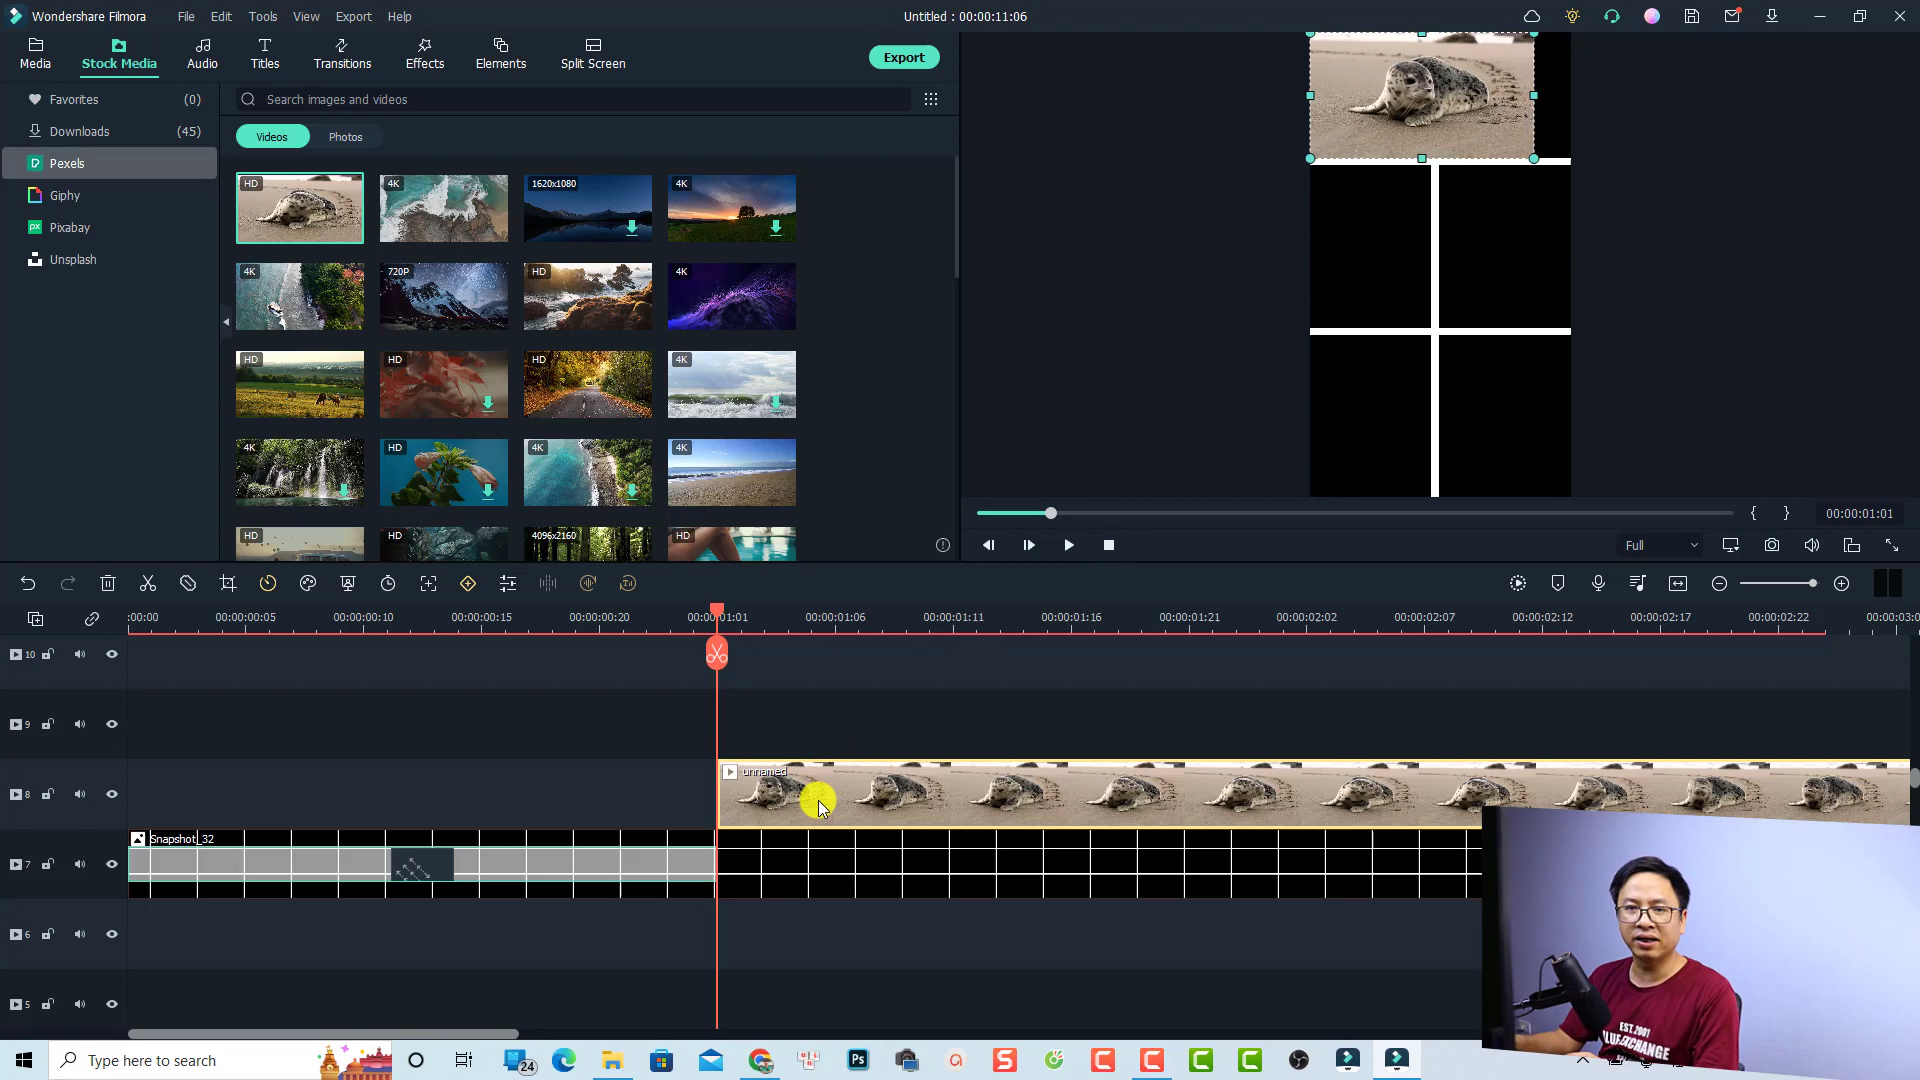 Wondershare Filmora
File Edit Tools View Export Help
Untitled : 00:00:11:06
Media
Stock Media
Audio
Titles
Transitions
Effects
Elements
Split Screen
Export
Favorites (0)
Downloads (45)
Pexels
Giphy
Pixabay
Unsplash
Search images and videos
Videos Photos
HD 4K 1620x1080 4K
4K 720P HD 4K
HD HD HD 4K
4K HD 4K 4K
HD 4096x2160 HD
{ } 00:00:01:01
Full
:00:00 00:00:00:05 00:00:00:10 00:00:00:15 00:00:00:20 00:00:01:01 00:00:01:06 00:00:01:11 00:00:01:16 00:00:01:21 00:00:02:02 00:00:02:07 00:00:02:12 00:00:02:17 00:00:02:22 00:00:03:0
10
9
unnamed
8
Snapshot_32
7
6
5
EST.2001
Type here to search
24
Ps